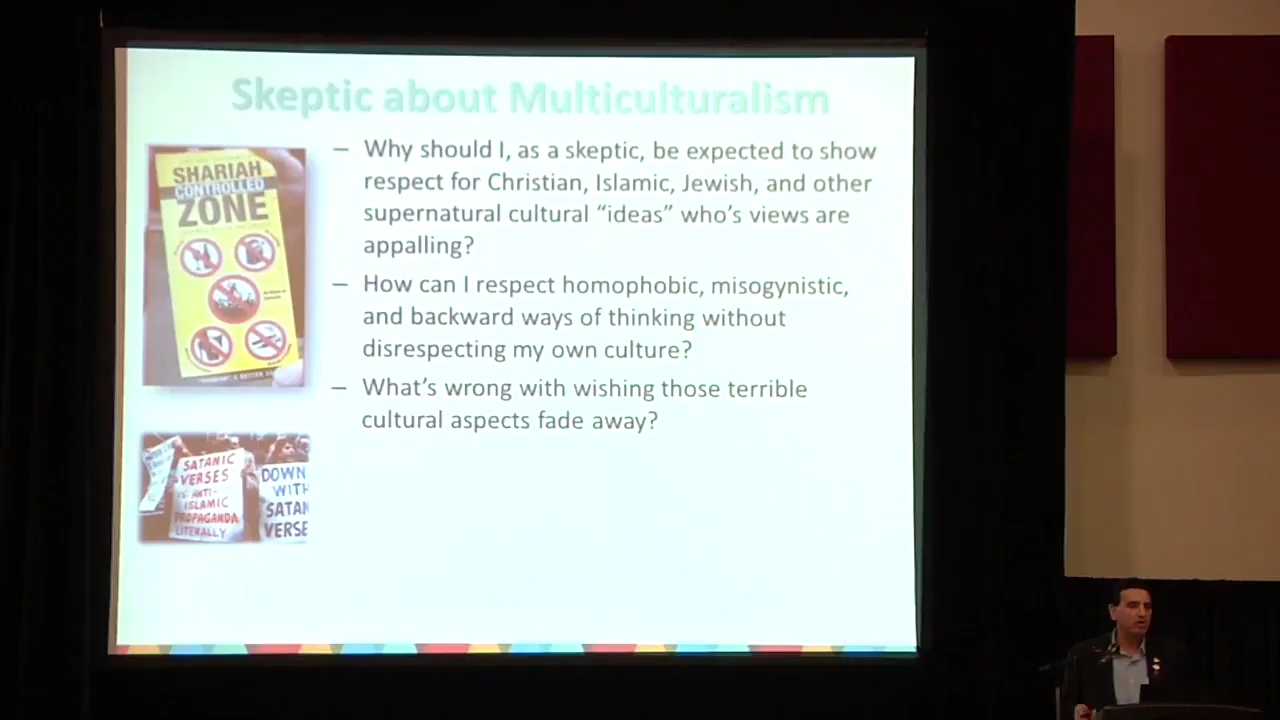 Skeptic about Multiculturalism
– Why should I, as a skeptic, be expected to show
respect for Christian, Islamic, Jewish, and other
supernatural cultural “ideas” who’s views are
appalling?
– How can I respect homophobic, misogynistic,
and backward ways of thinking without
disrespecting my own culture?
– What’s wrong with wishing those terrible
cultural aspects fade away?
SHARIAH
CONTROLLED
ZONE
SATANIC
VERSES
IS ANTI-
ISLAMIC
PROPAGANDA
LITERALLY
DOWN
WITH
SATAN
VERSE